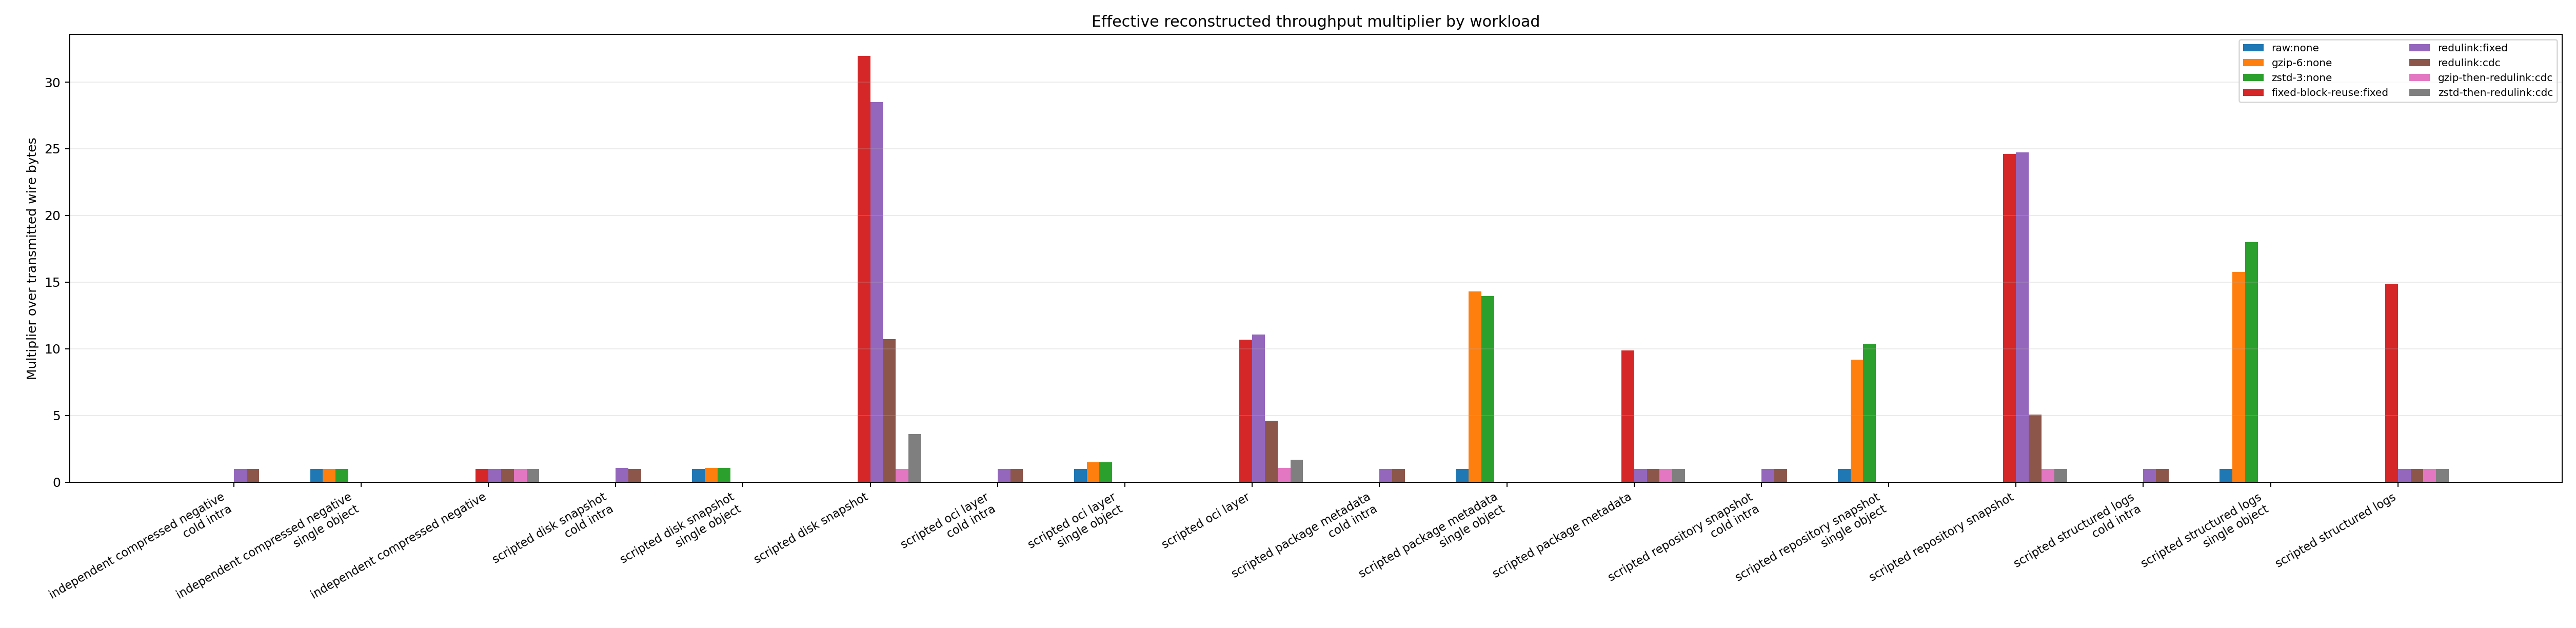 Effective reconstructed throughput multiplier by workload
Multiplier over transmitted wire bytes
30
25
20
15
10
5
0
raw:none
gzip-6:none
zstd-3:none
fixed-block-reuse:fixed
redulink:fixed
redulink:cdc
gzip-then-redulink:cdc
zstd-then-redulink:cdc
independent compressed negative
cold intra
independent compressed negative
single object
independent compressed negative
scripted disk snapshot
cold intra
scripted disk snapshot
single object
scripted disk snapshot
scripted oci layer
cold intra
scripted oci layer
single object
scripted oci layer
scripted package metadata
cold intra
scripted package metadata
single object
scripted package metadata
scripted repository snapshot
cold intra
scripted repository snapshot
single object
scripted repository snapshot
scripted structured logs
cold intra
scripted structured logs
single object
scripted structured logs